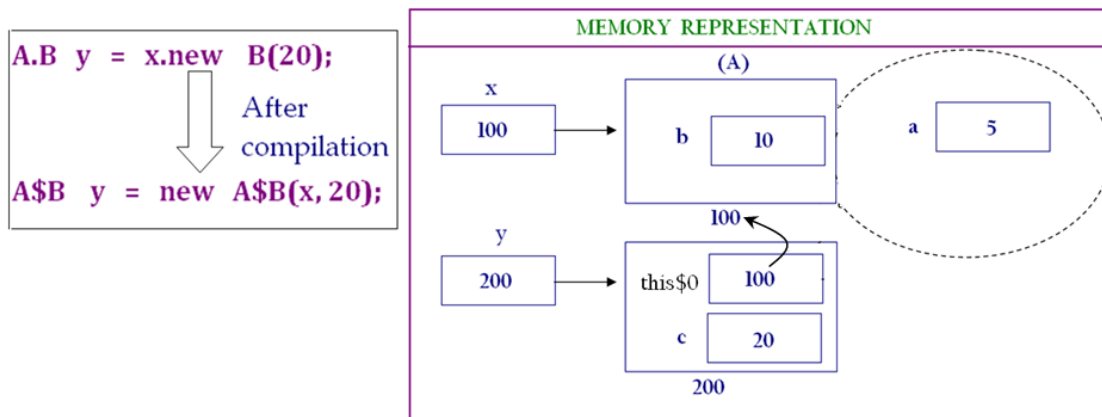 A.B y = x.new B(20);
After
compilation
A$B y = new A$B(x, 20);
MEMORY REPRESENTATION
(A)
x
100
b 10
a 5
100
y
200
this$0 100
c 20
200